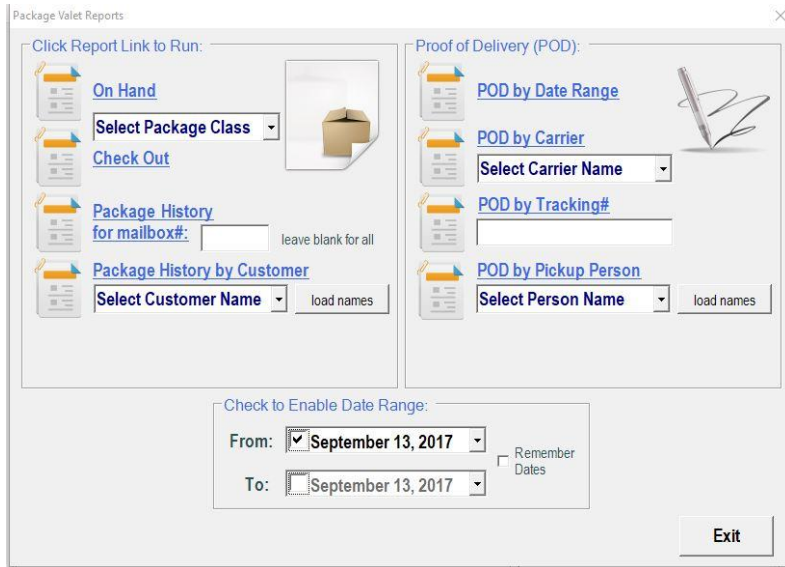 Package Valet Reports
Click Report Link to Run:
On Hand
Select Package Class
Check Out
Package History
for mailbox#:
leave blank for all
Package History by Customer
Select Customer Name
load names
Proof of Delivery (POD):
POD by Date Range
POD by Carrier
Select Carrier Name
POD by Tracking#
POD by Pickup Person
Select Person Name
load names
Check to Enable Date Range:
From: September 13, 2017
To: September 13, 2017
Remember
Dates
Exit